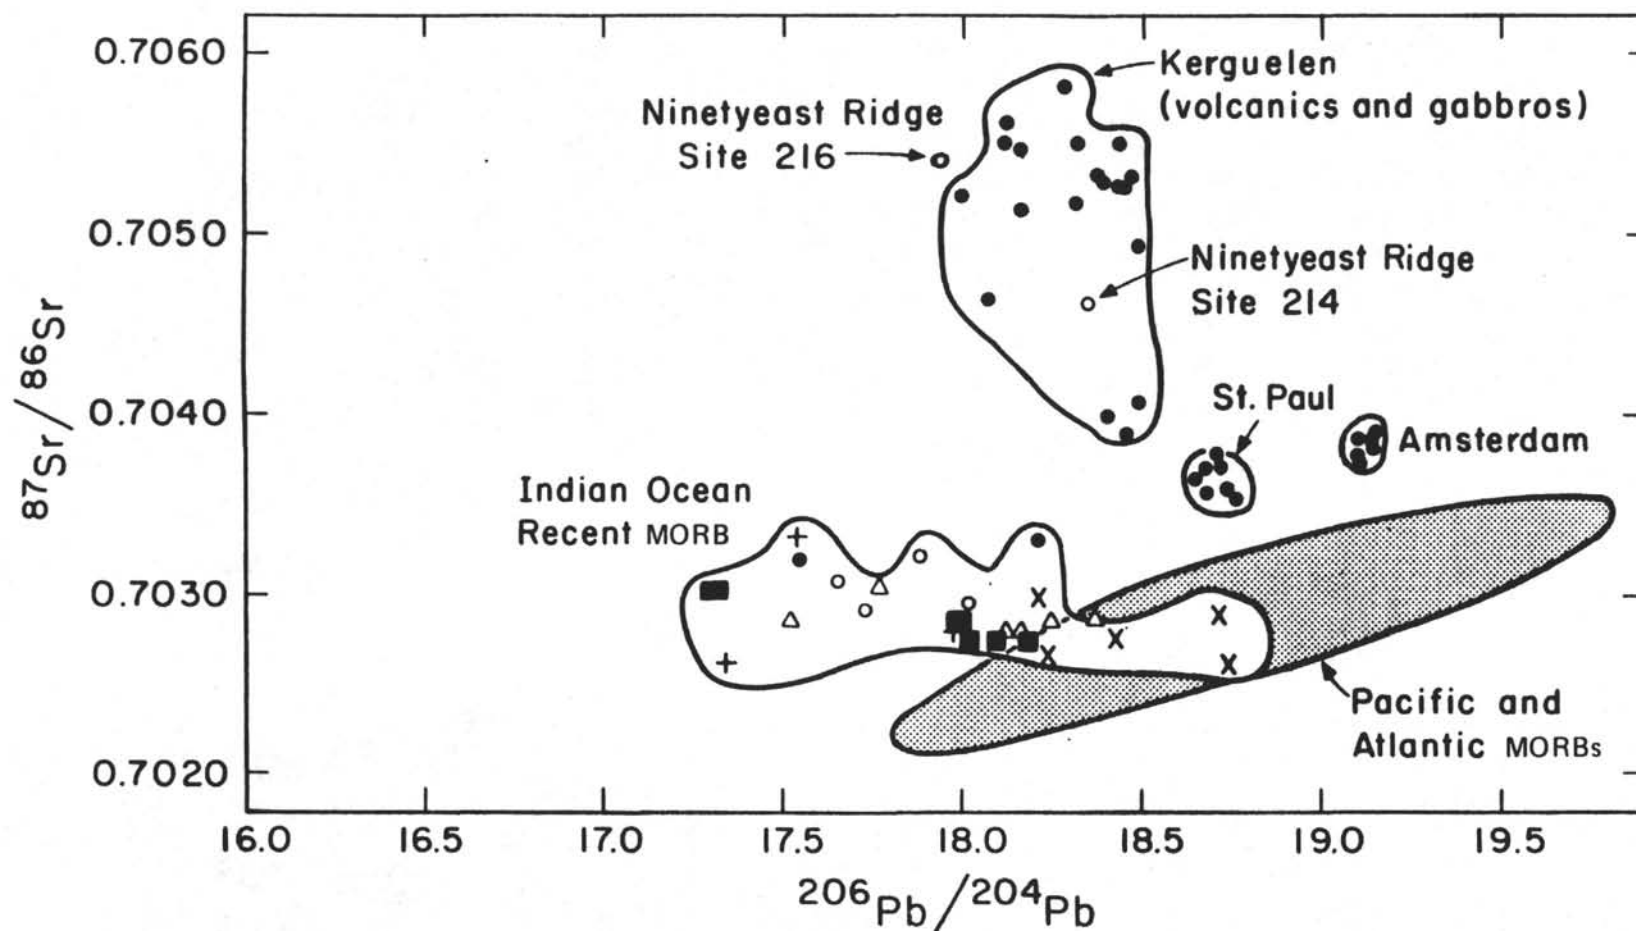 0.7060
0.7050
0.7040
0.7030
0.7020
87Sr/86Sr
Kerguelen
(volcanics and gabbros)
Ninetyeast Ridge
Site 216
Ninetyeast Ridge
Site 214
St. Paul
Amsterdam
Indian Ocean
Recent MORB
Pacific and
Atlantic MORBs
16.0 16.5 17.0 17.5 18.0 18.5 19.0 19.5
206Pb/204Pb